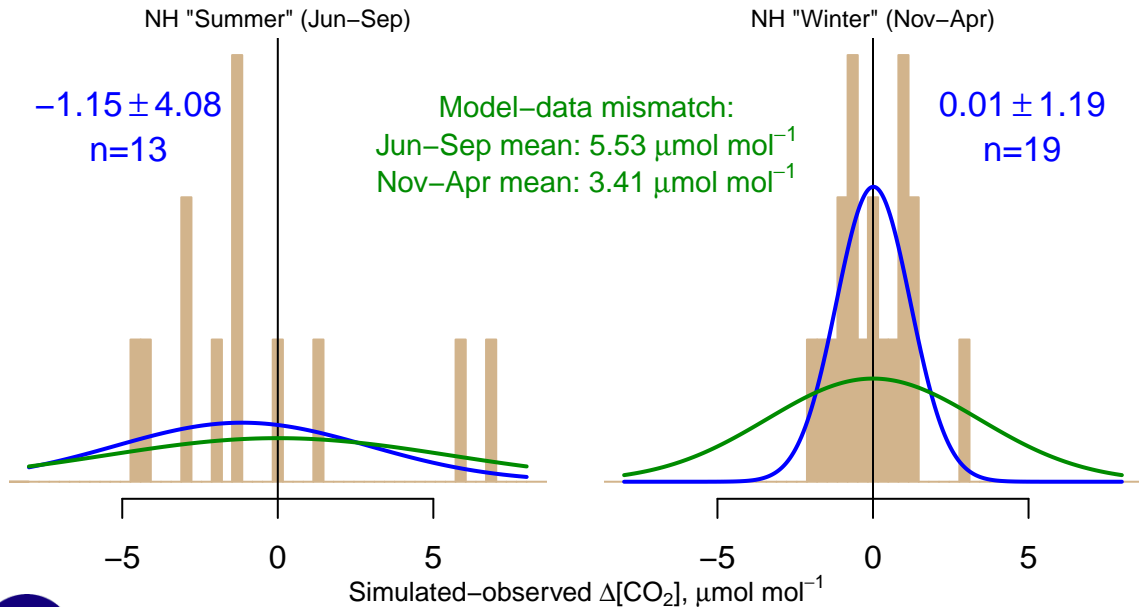 NH "Summer" (Jun−Sep)
NH "Winter" (Nov−Apr)
−1.15 ± 4.08
n=13
Model−data mismatch:
Jun−Sep mean: 5.53 μmol mol⁻¹
Nov−Apr mean: 3.41 μmol mol⁻¹
0.01 ± 1.19
n=19
−5 0 5
−5 0 5
Simulated−observed Δ[CO₂], μmol mol⁻¹